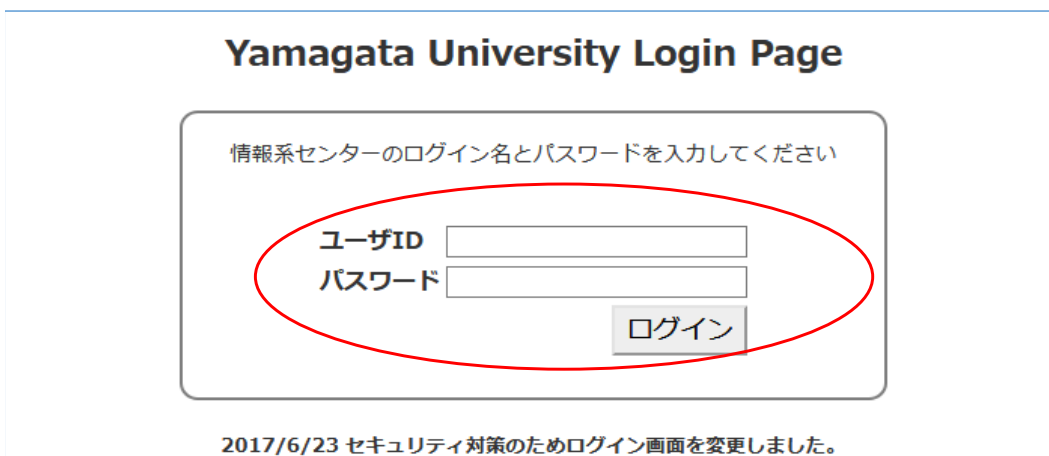 Yamagata University Login Page
情報系センターのログイン名とパスワードを入力してください
ユーザID
パスワード
ログイン
2017/6/23 セキュリティ対策のためログイン画面を変更しました。